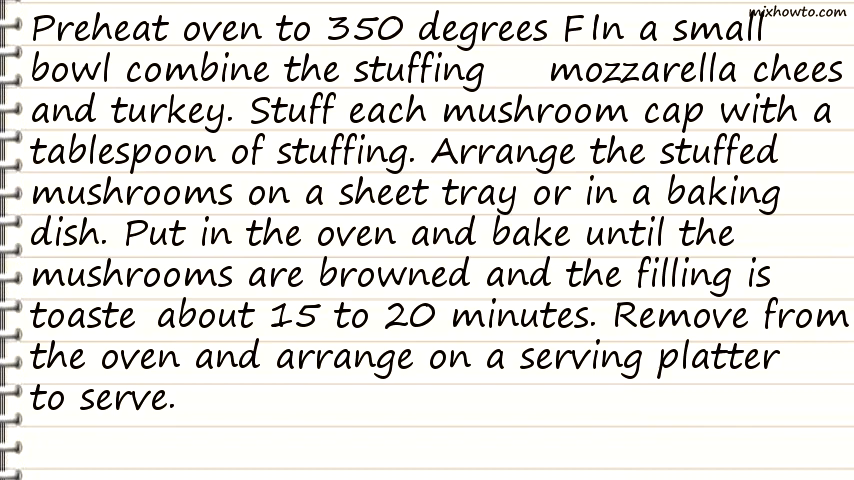 mixhowto.com
Preheat oven to 350 degrees FIn a small
bowl combine the stuffing mozzarella chees
and turkey. Stuff each mushroom cap with a
tablespoon of stuffing. Arrange the stuffed
mushrooms on a sheet tray or in a baking
dish. Put in the oven and bake until the
mushrooms are browned and the filling is
toaste about 15 to 20 minutes. Remove from
the oven and arrange on a serving platter
to serve.